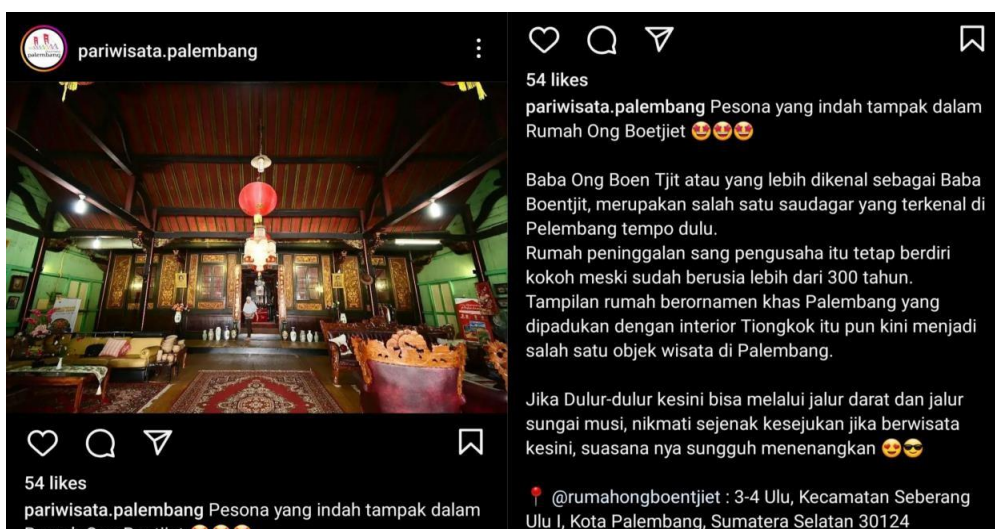 pariwisata.palembang
54 likes
pariwisata.palembang Pesona yang indah tampak dalam
54 likes
pariwisata.palembang Pesona yang indah tampak dalam
Rumah Ong Boetjiet 🤩🤩🤩
Baba Ong Boen Tjit atau yang lebih dikenal sebagai Baba
Boentjit, merupakan salah satu saudagar yang terkenal di
Pelembang tempo dulu.
Rumah peninggalan sang pengusaha itu tetap berdiri
kokoh meski sudah berusia lebih dari 300 tahun.
Tampilan rumah berornamen khas Palembang yang
dipadukan dengan interior Tiongkok itu pun kini menjadi
salah satu objek wisata di Palembang.
Jika Dulur-dulur kesini bisa melalui jalur darat dan jalur
sungai musi, nikmati sejenak kesejukan jika berwisata
kesini, suasana nya sungguh menenangkan 😍😎
📍 @rumahongboentjiet : 3-4 Ulu, Kecamatan Seberang
Ulu I, Kota Palembang, Sumatera Selatan 30124